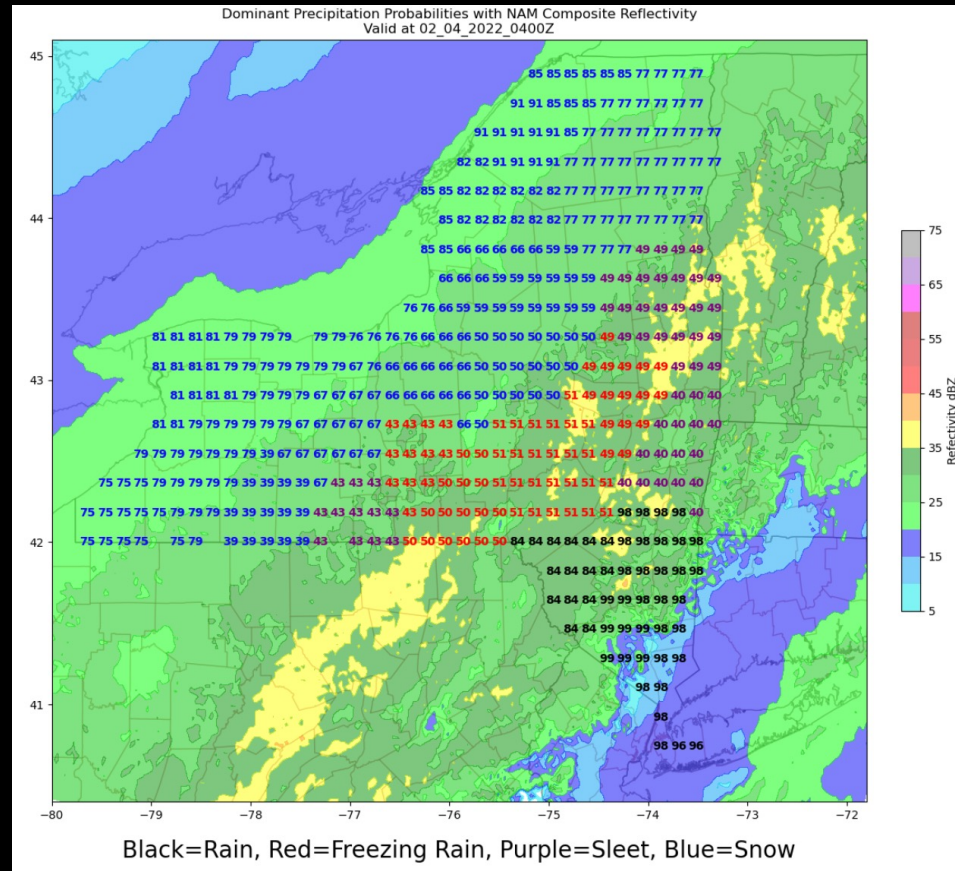 Dominant Precipitation Probabilities with NAM Composite Reflectivity
Valid at 02_04_2022_0400Z
45
85 85 85 85 85 85 77 77 77 77
91 91 85 85 85 77 77 77 77 77 77
91 91 91 91 91 85 77 77 77 77 77 77 77 77
82 82 91 91 91 91 77 77 77 77 77 77 77 77 77
85 85 82 82 82 82 82 82 77 77 77 77 77 77 77 77
44
85 82 82 82 82 82 82 77 77 77 77 77 77 77 77
85 85 66 66 66 66 66 59 59 77 77 77 49 49 49 49
66 66 66 59 59 59 59 59 59 49 49 49 49 49 49 49
76 76 66 59 59 59 59 59 59 59 59 49 49 49 49 49 49 49
81 81 81 81 79 79 79 79 79 79 76 76 76 76 66 66 66 50 50 50 50 50 50 50 49 49 49 49 49 49 49
43
81 81 81 81 79 79 79 79 79 79 79 67 76 66 66 66 66 66 50 50 50 50 50 50 49 49 49 49 49 49 49 49
81 81 81 81 79 79 79 79 67 67 67 67 66 66 66 66 66 50 50 50 50 50 51 49 49 49 49 49 40 40 40
81 81 79 79 79 79 79 79 67 67 67 67 67 43 43 43 43 66 50 51 51 51 51 51 51 49 49 49 40 40 40 40
79 79 79 79 79 79 79 39 67 67 67 67 67 67 43 43 43 43 50 50 51 51 51 51 51 51 49 49 40 40 40 40
75 75 75 79 79 79 79 79 39 39 39 39 67 43 43 43 43 43 43 50 50 50 51 51 51 51 51 51 51 40 40 40 40 40
75 75 75 75 75 79 79 79 39 39 39 39 39 43 43 43 43 43 43 50 50 50 50 50 51 51 51 51 51 51 98 98 98 98 40
42
75 75 75 75 75 79 39 39 39 39 39 43 43 43 43 50 50 50 50 50 50 84 84 84 84 84 84 98 98 98 98 98
84 84 84 84 98 98 98 98 98
84 84 84 99 99 98 98 98
84 84 99 99 99 98 98
99 99 99 98 98
98 98
41
98
98 96 96
−80 −79 −78 −77 −76 −75 −74 −73 −72
75
65
55
45
35
25
15
5
Reflectivity dBZ
Black=Rain, Red=Freezing Rain, Purple=Sleet, Blue=Snow